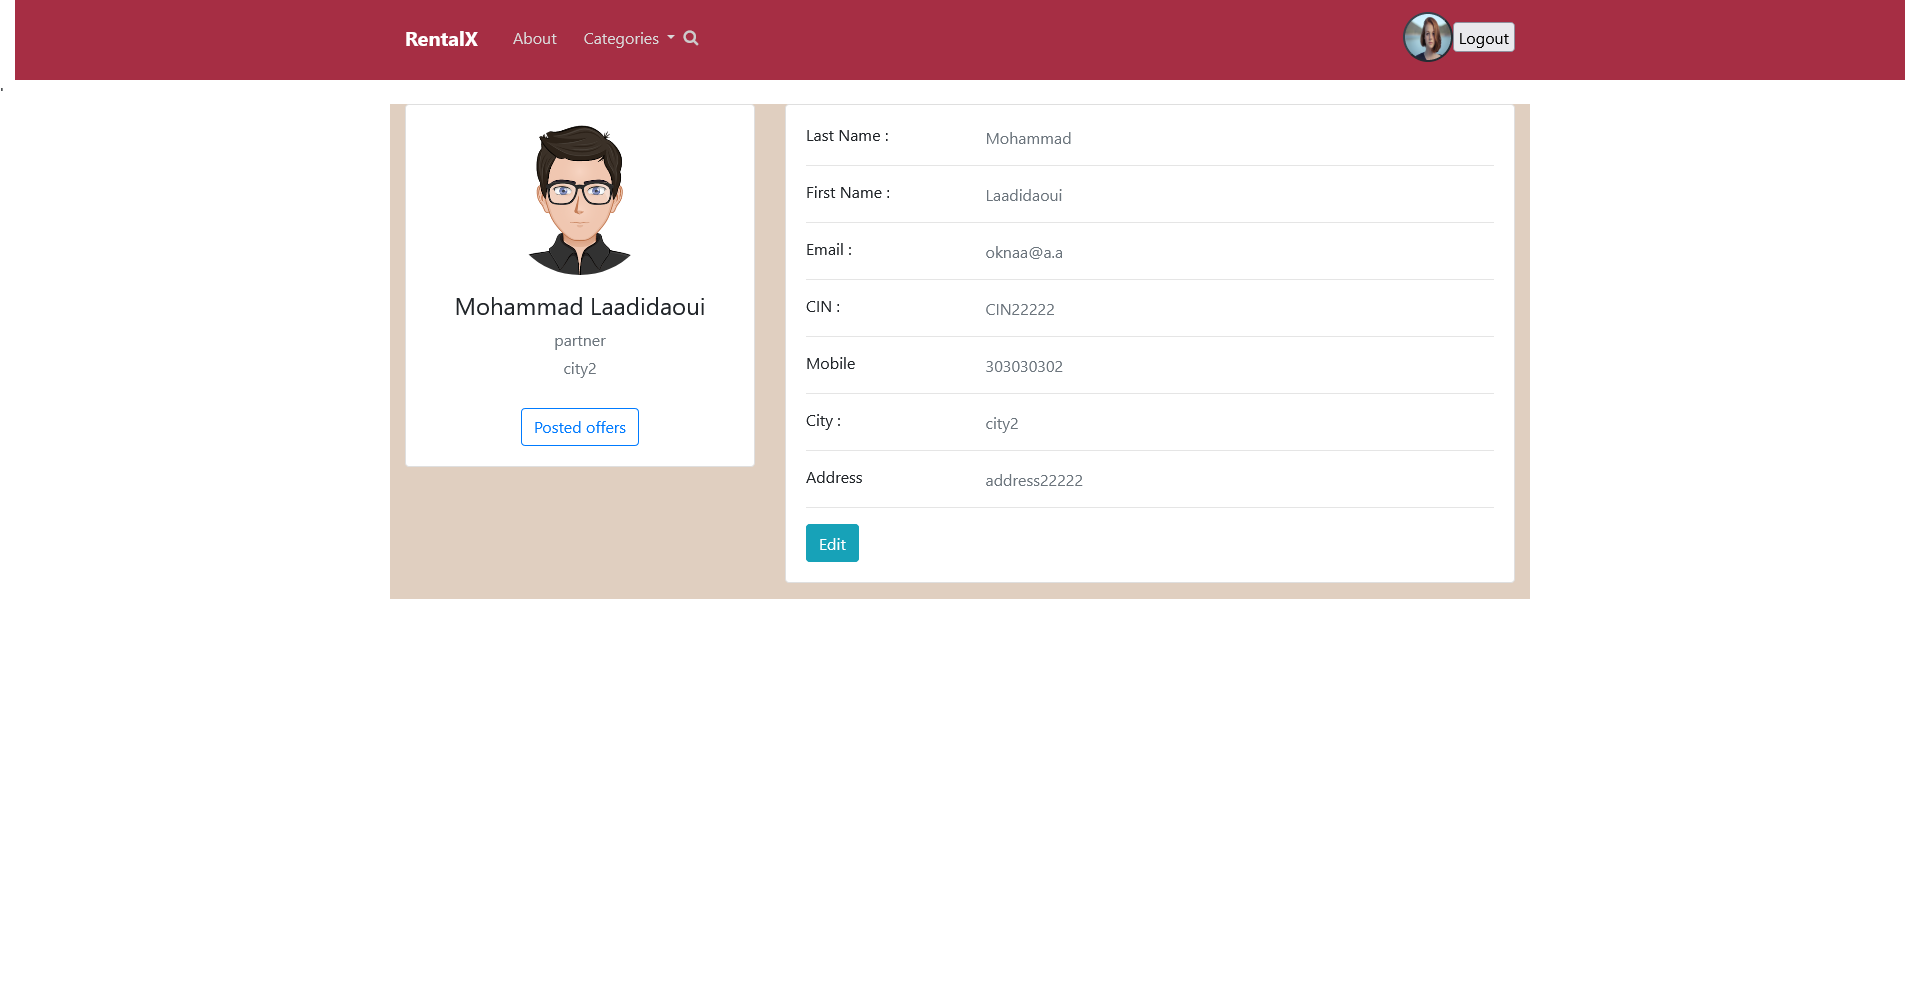 RentalX About Categories Logout
Mohammad Laadidaoui
partner
city2
Posted offers
Last Name : Mohammad
First Name : Laadidaoui
Email : oknaa@a.a
CIN : CIN22222
Mobile 303030302
City : city2
Address address22222
Edit